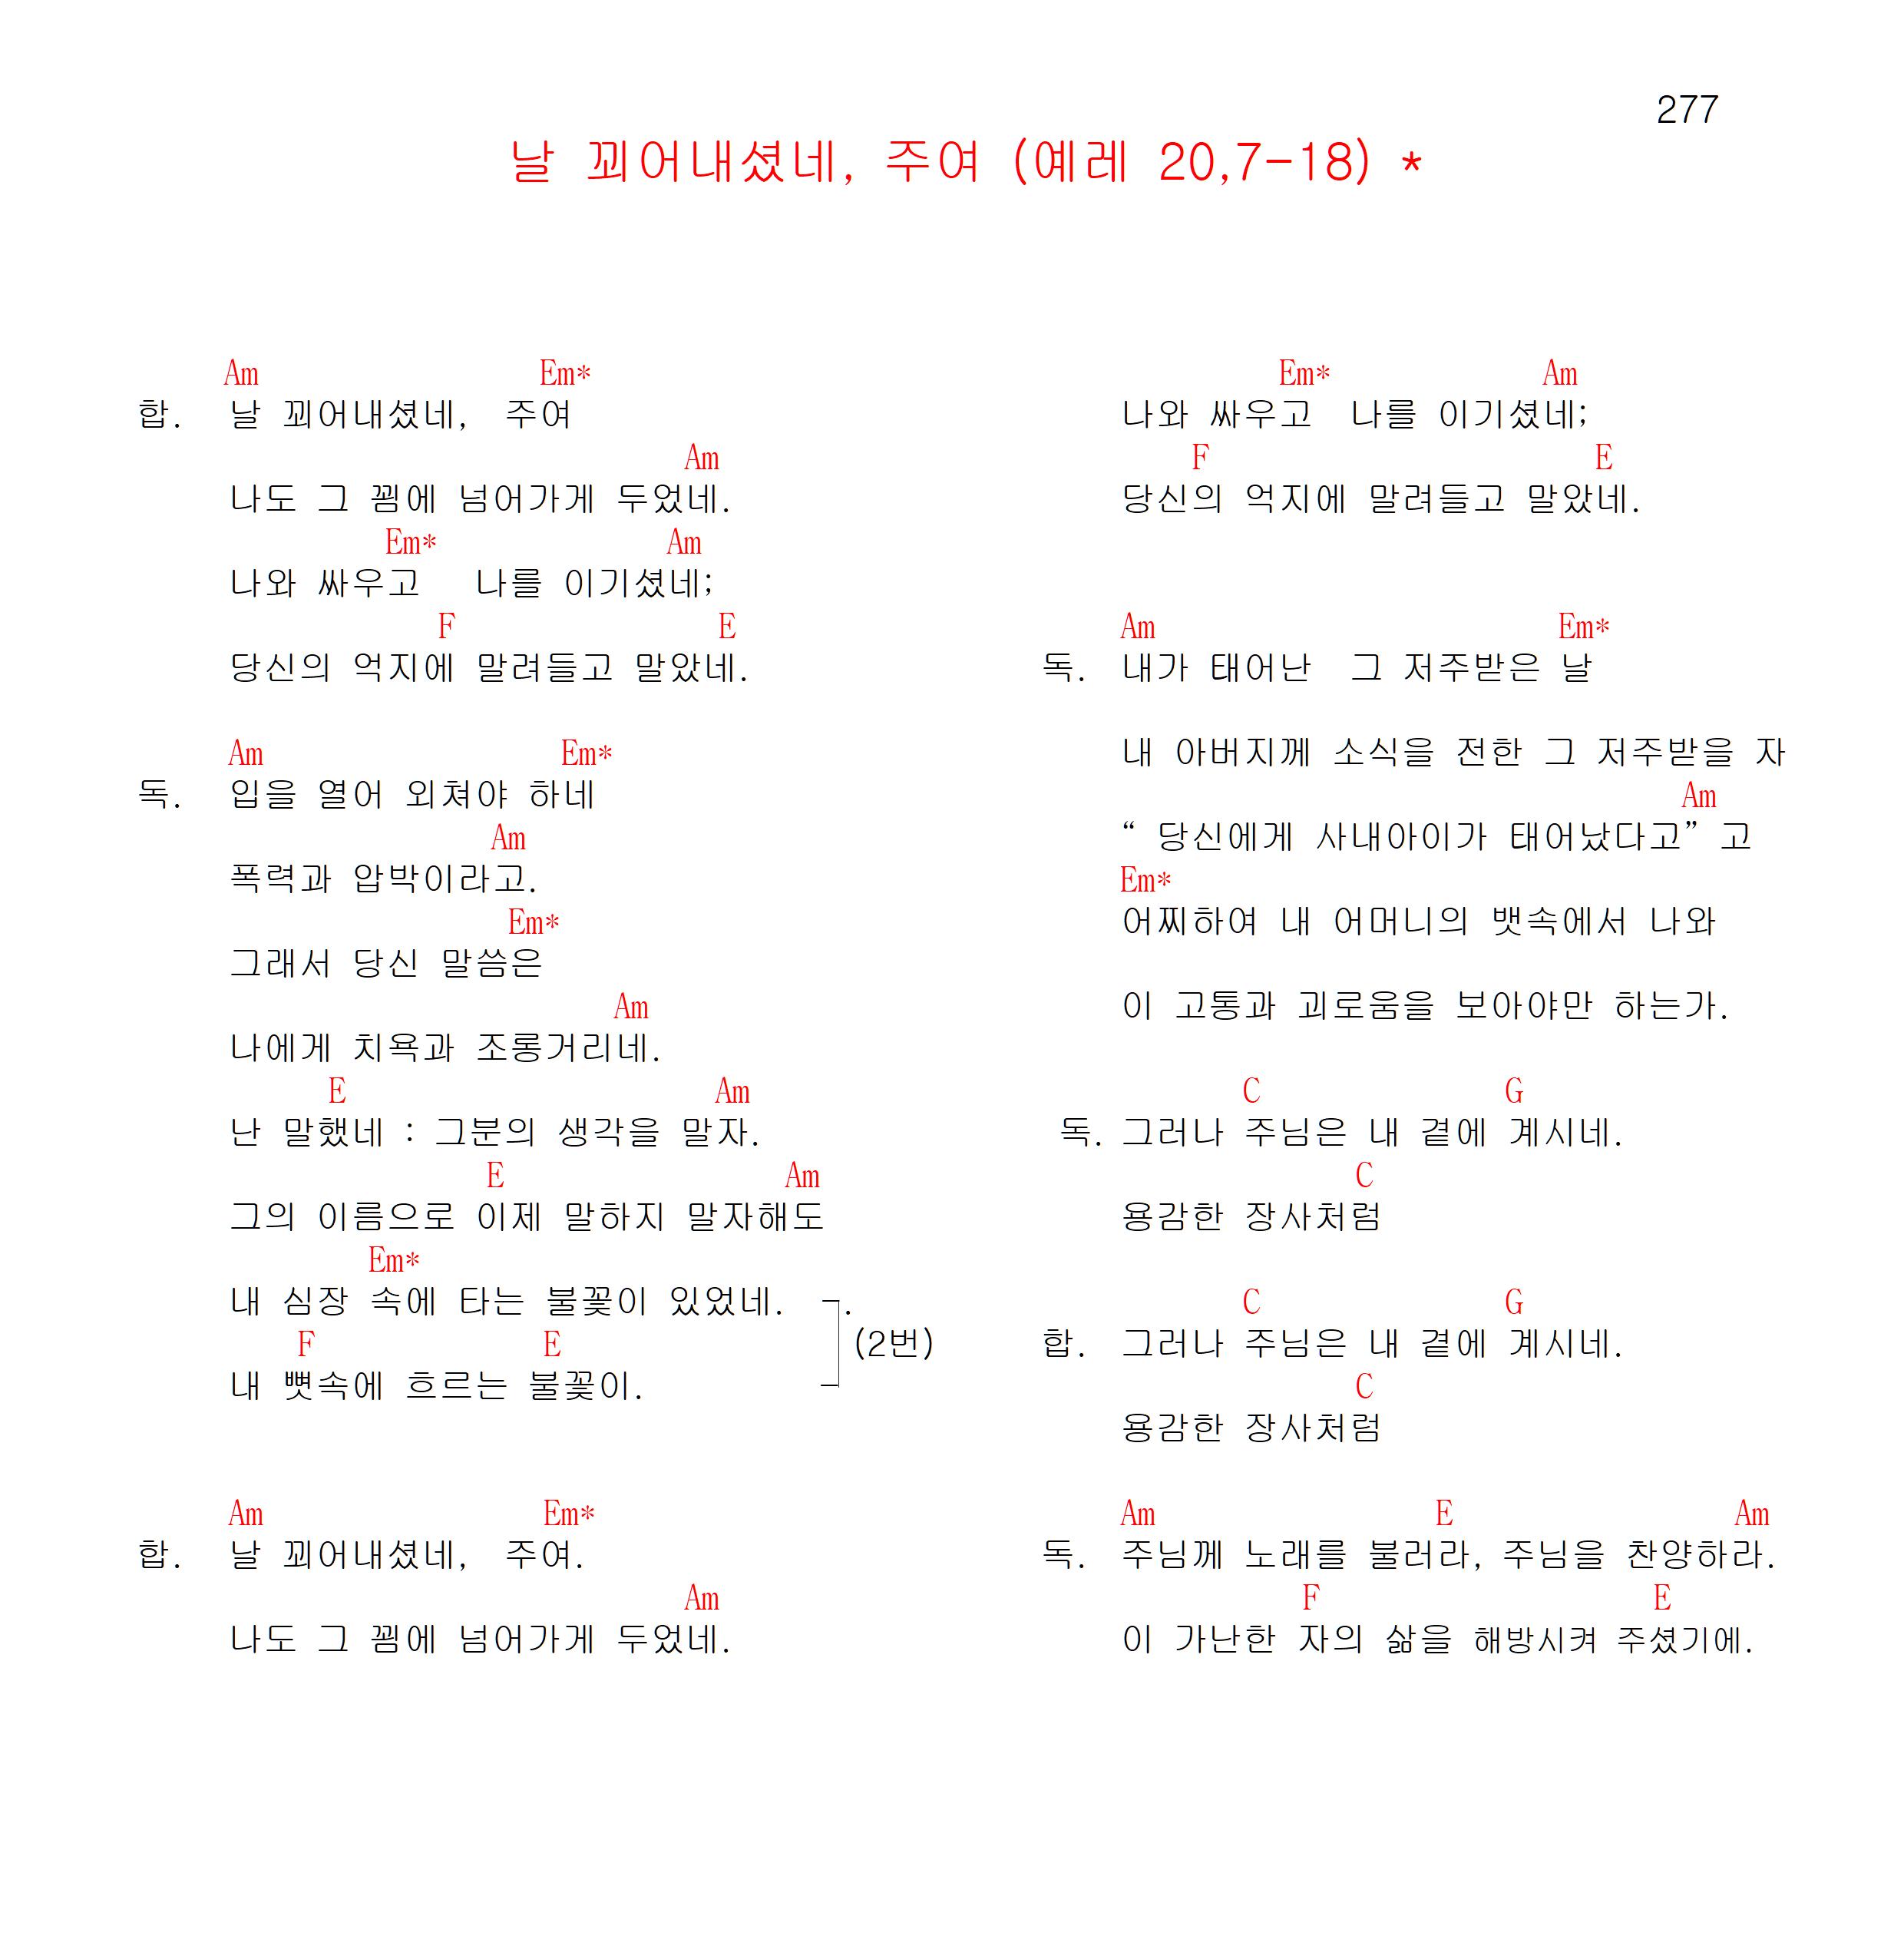 277
날 꾀어내셨네, 주여 (예레 20,7-18) *
Am Em*
합. 날 꾀어내셨네, 주여
Am
나도 그 꾐에 넘어가게 두었네.
Em* Am
나와 싸우고 나를 이기셨네;
F E
당신의 억지에 말려들고 말았네.
Am Em*
독. 입을 열어 외쳐야 하네
Am
폭력과 압박이라고.
Em*
그래서 당신 말씀은
Am
나에게 치욕과 조롱거리네.
E Am
난 말했네 : 그분의 생각을 말자.
E Am
그의 이름으로 이제 말하지 말자해도
Em*
내 심장 속에 타는 불꽃이 있었네. .
(2번)
F E
내 뼛속에 흐르는 불꽃이.
Am Em*
합. 날 꾀어내셨네, 주여.
Am
나도 그 꾐에 넘어가게 두었네.
Em* Am
나와 싸우고 나를 이기셨네;
F E
당신의 억지에 말려들고 말았네.
Am Em*
독. 내가 태어난 그 저주받은 날
내 아버지께 소식을 전한 그 저주받을 자
Am
“ 당신에게 사내아이가 태어났다고” 고
Em*
어찌하여 내 어머니의 뱃속에서 나와
이 고통과 괴로움을 보아야만 하는가.
C G
독. 그러나 주님은 내 곁에 계시네.
C
용감한 장사처럼
C G
합. 그러나 주님은 내 곁에 계시네.
C
용감한 장사처럼
Am E Am
독. 주님께 노래를 불러라, 주님을 찬양하라.
F E
이 가난한 자의 삶을 해방시켜 주셨기에.